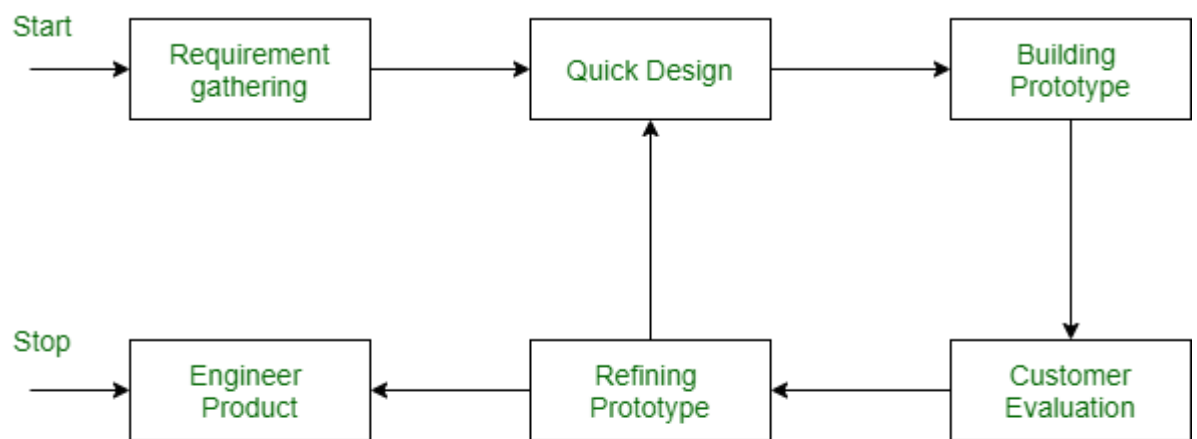 Start
Requirement
gathering
Quick Design
Building
Prototype
Stop
Engineer
Product
Refining
Prototype
Customer
Evaluation